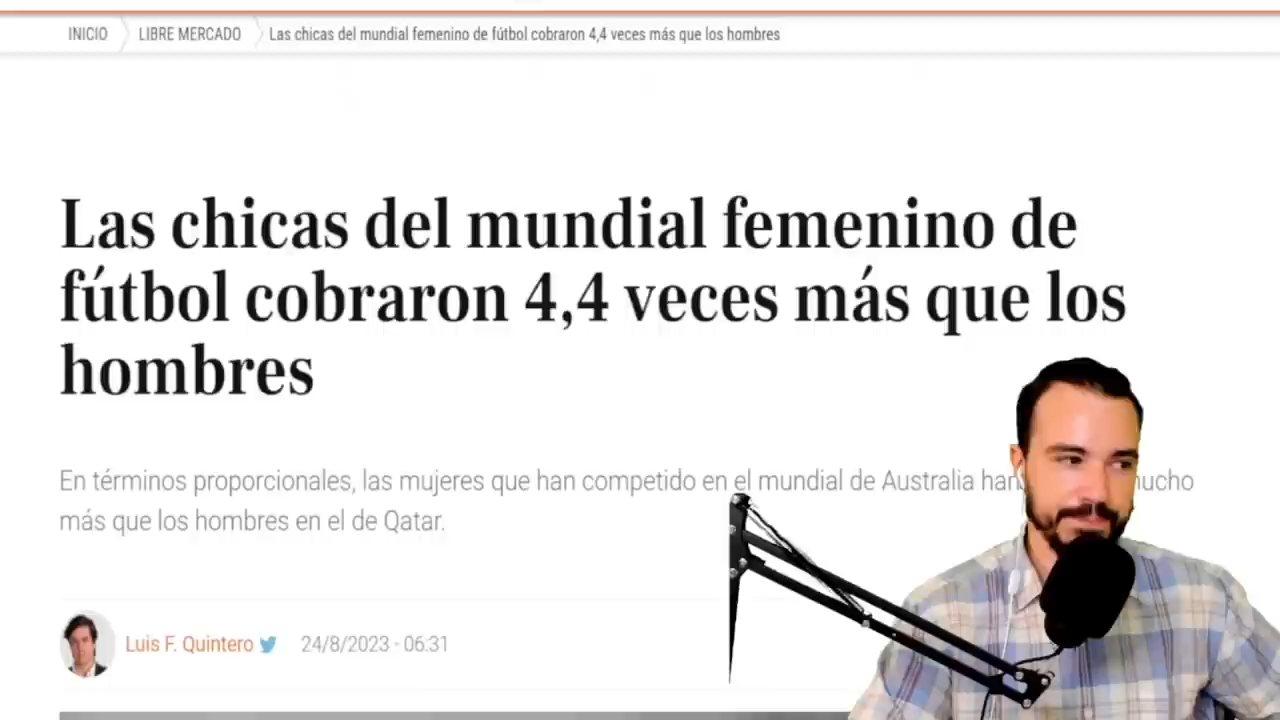 INICIO LIBRE MERCADO Las chicas del mundial femenino de fútbol cobraron 4,4 veces más que los hombres
Las chicas del mundial femenino de
fútbol cobraron 4,4 veces más que los
hombres
En términos proporcionales, las mujeres que han competido en el mundial de Australia
más que los hombres en el de Qatar.
Luis F. Quintero 24/8/2023 - 06:31